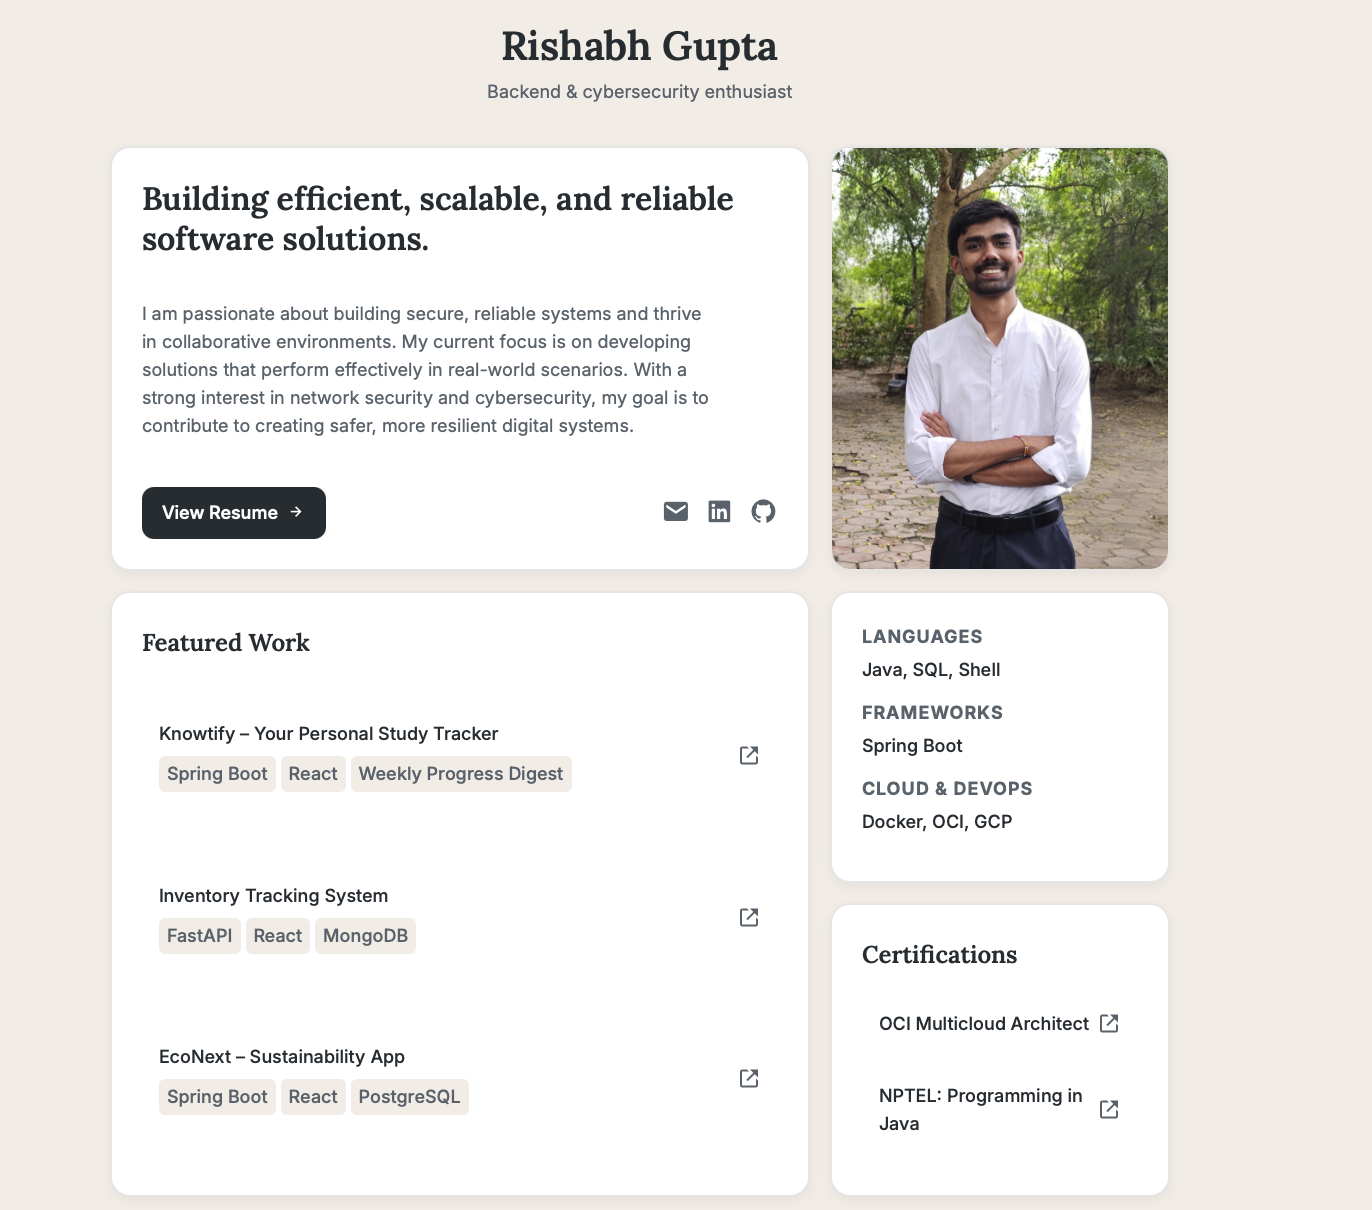 Rishabh Gupta
Backend & cybersecurity enthusiast
Building efficient, scalable, and reliable
software solutions.
I am passionate about building secure, reliable systems and thrive
in collaborative environments. My current focus is on developing
solutions that perform effectively in real-world scenarios. With a
strong interest in network security and cybersecurity, my goal is to
contribute to creating safer, more resilient digital systems.
View Resume →
in
Featured Work
Knowtify – Your Personal Study Tracker
Spring Boot React Weekly Progress Digest
Inventory Tracking System
FastAPI React MongoDB
EcoNext – Sustainability App
Spring Boot React PostgreSQL
LANGUAGES
Java, SQL, Shell
FRAMEWORKS
Spring Boot
CLOUD & DEVOPS
Docker, OCI, GCP
Certifications
OCI Multicloud Architect
NPTEL: Programming in
Java